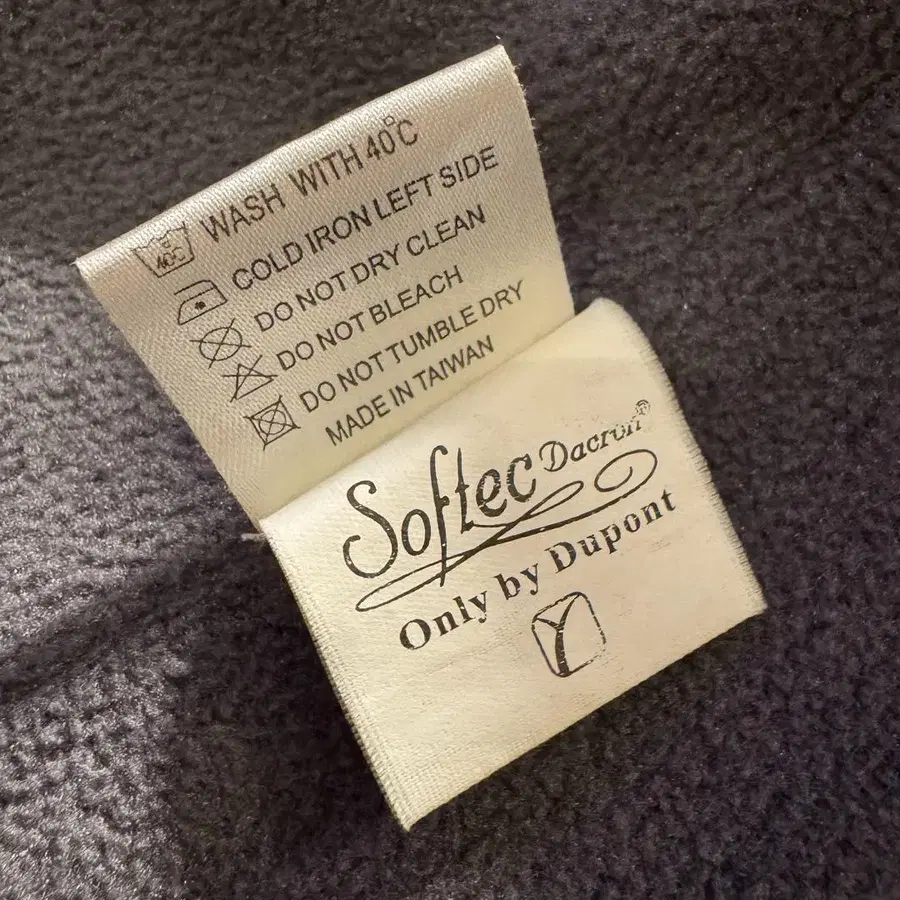 WASH WITH 40°C
40C
COLD IRON LEFT SIDE
DO NOT DRY CLEAN
DO NOT BLEACH
DO NOT TUMBLE DRY
MADE IN TAIWAN
Softec Dacron®
Only by Dupont
Y